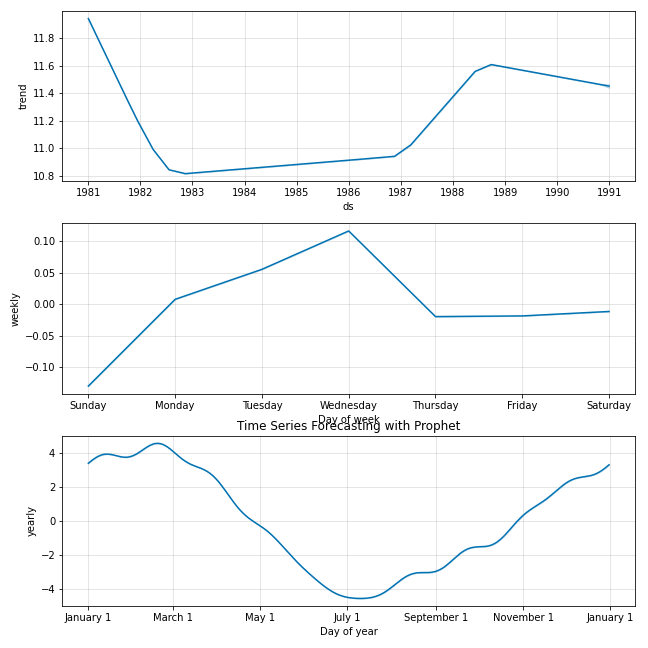 11.8
11.6
11.4
11.2
11.0
10.8
trend
1981 1982 1983 1984 1985 1986 1987 1988 1989 1990 1991
ds
0.10
0.05
0.00
−0.05
−0.10
weekly
Sunday Monday Tuesday Wednesday Thursday Friday Saturday
Day of week
Time Series Forecasting with Prophet
4
2
0
−2
−4
yearly
January 1 March 1 May 1 July 1 September 1 November 1 January 1
Day of year